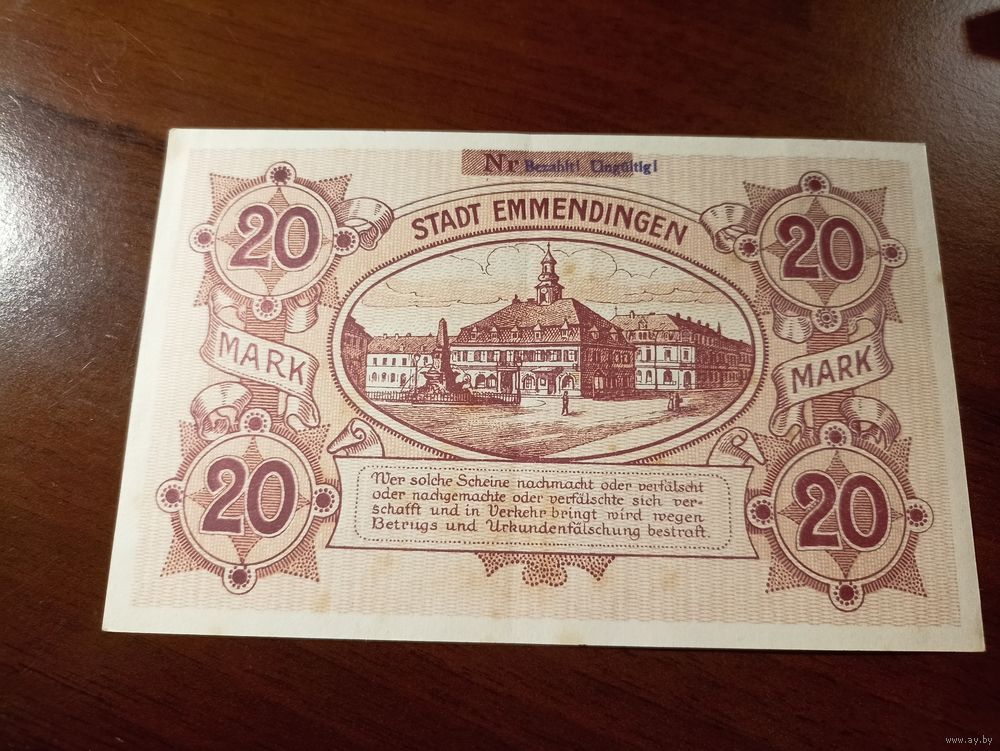 Nr Bezahlt! Ungültig!
STADT EMMENDINGEN
20
20
MARK
MARK
20
20
Wer solche Scheine nachmacht oder verfälscht
oder nachgemachte oder verfälschte sich ver-
schafft und in Verkehr bringt wird wegen
Betrugs und Urkundenfälschung bestraft.
www.ay.by